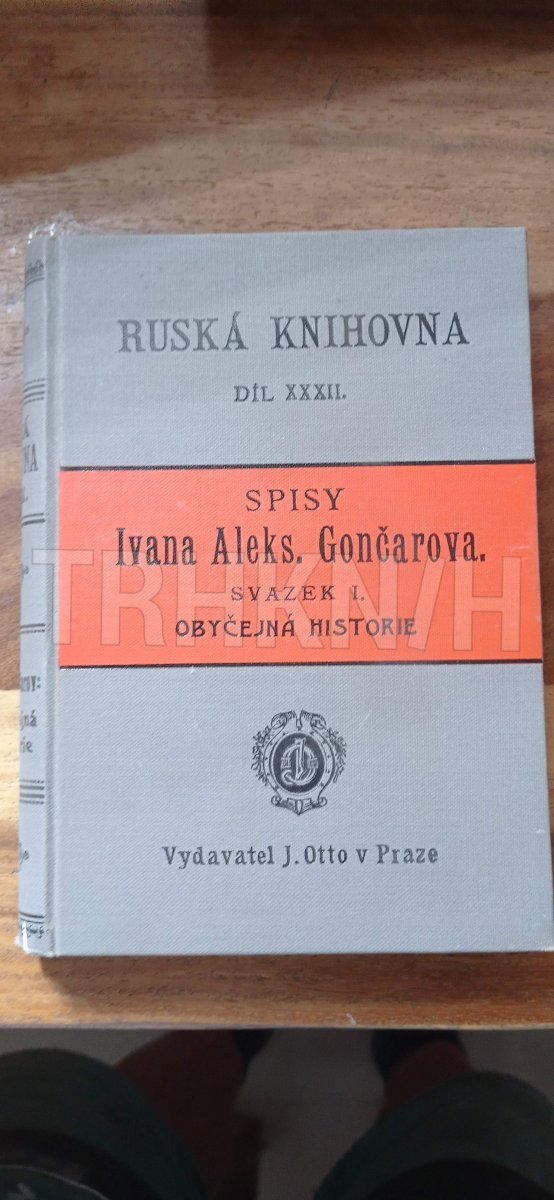 RUSKÁ KNIHOVNA
DÍL XXXII.
SPISY
Ivana Aleks. Gončarova.
SVAZEK I.
OBYČEJNÁ HISTORIE
Vydavatel J. Otto v Praze
TRHKNIH